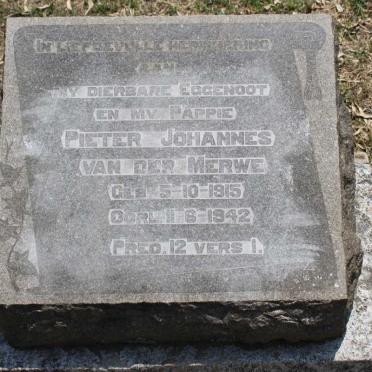 IN LIEFDEVOLLE HERINNERING
AAN
MY DIERBARE EGGENOOT
EN MY PAPPIE
PIETER JOHANNES
VAN DER MERWE
GEB. 5-10-1915
OORL. 1-6-1942
PRED. 12 VERS 1.